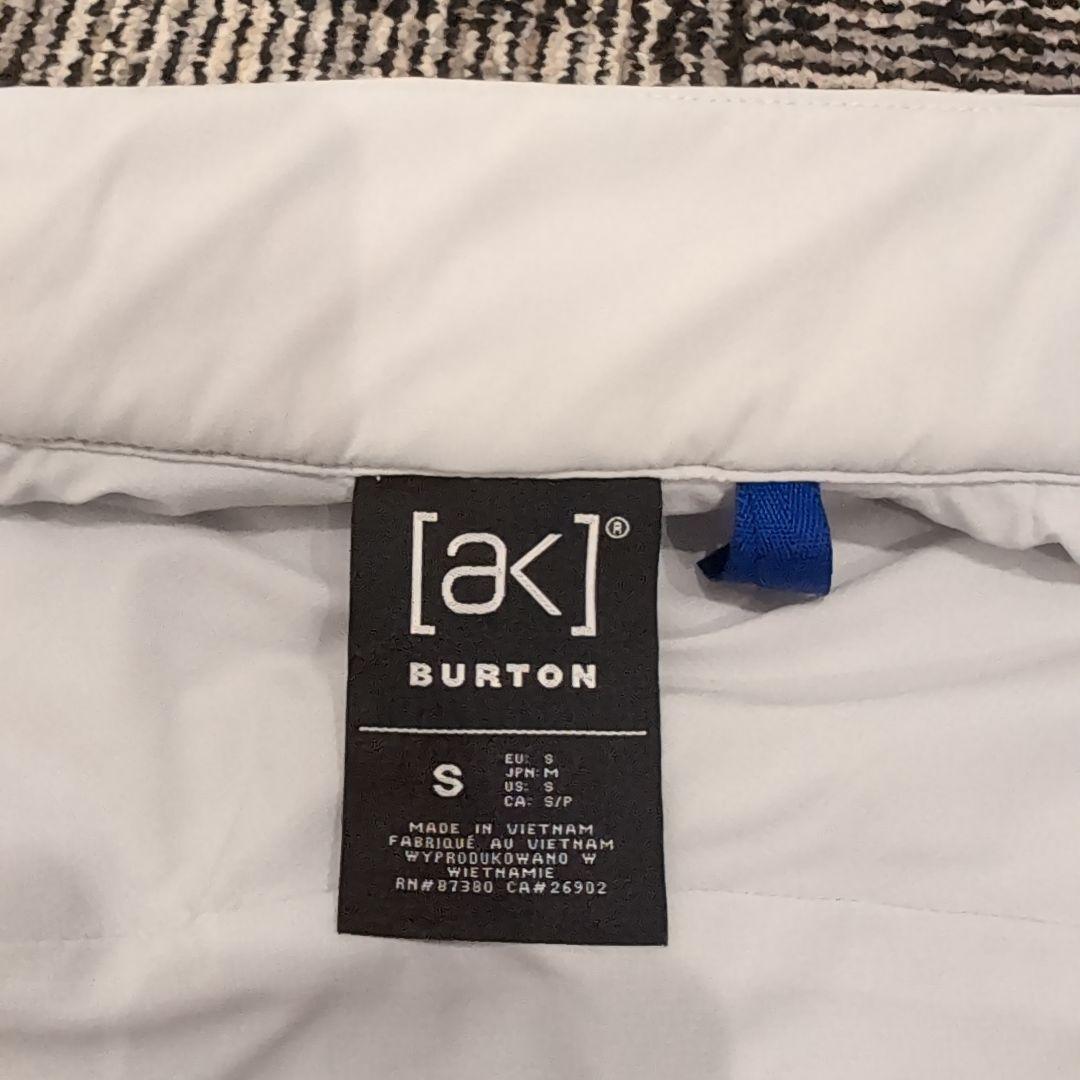 [ak]®
BURTON
S
EU: S
JPN: M
US: S
CA: S/P
MADE IN VIETNAM
FABRIQUÉ AU VIETNAM
WYPRODUKOWANO W
WIETNAMIE
RN#87380 CA#26902